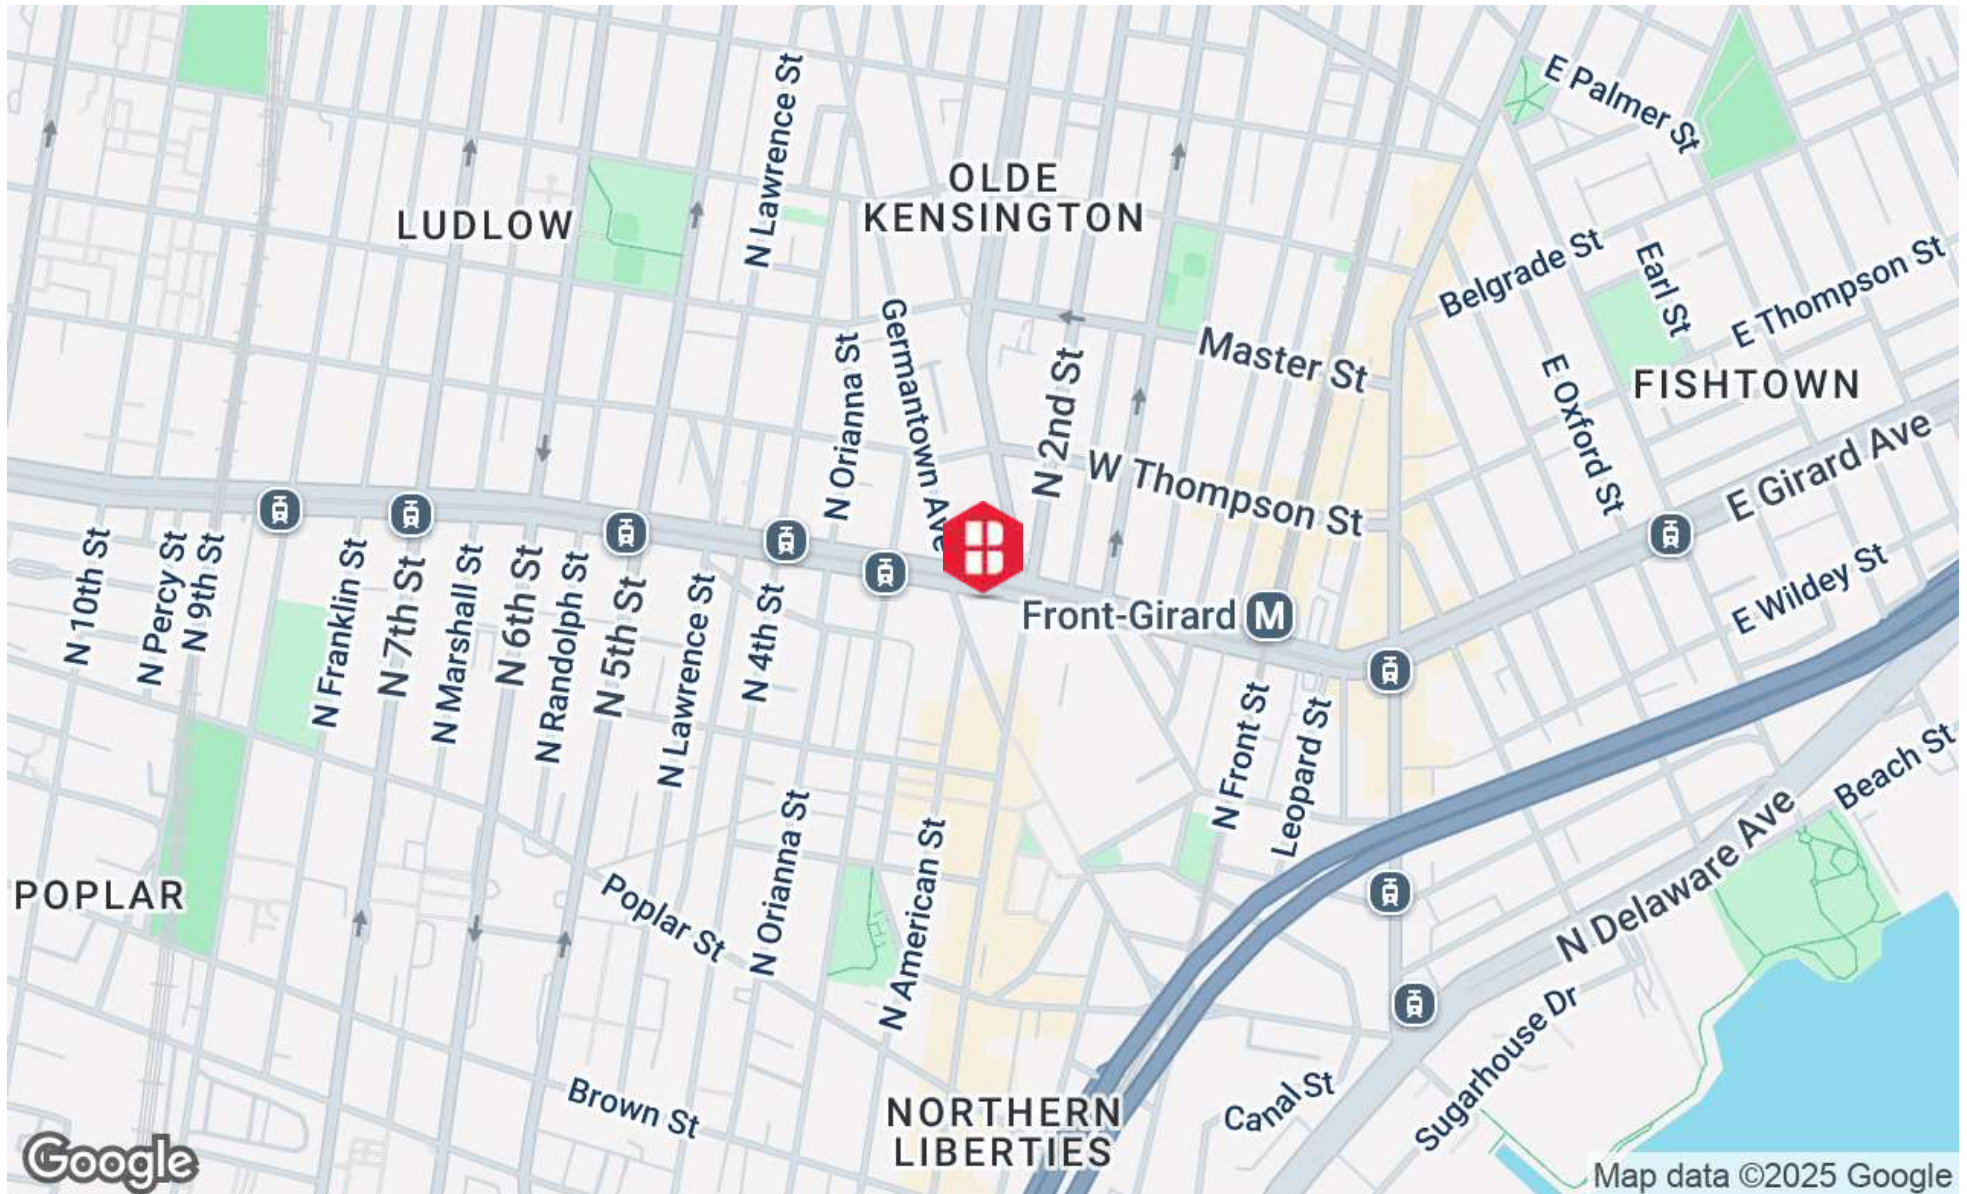 E Palmer St
N Lawrence St
OLDE
KENSINGTON
LUDLOW
Belgrade St
Earl St
E Thompson St
Germantown Ave
N Orianna St
Master St
N 2nd St
E Oxford St
FISHTOWN
W Thompson St
E Girard Ave
N 10th St
N Percy St
N 9th St
N Franklin St
N 7th St
N Marshall St
N 6th St
N Randolph St
N 5th St
N Lawrence St
N 4th St
Front-Girard M
E Wildey St
N Front St
Leopard St
Beach St
N Delaware Ave
POPLAR
Poplar St
N Orianna St
N American St
Sugarhouse Dr
Canal St
Brown St
NORTHERN
LIBERTIES
Google
Map data ©2025 Google